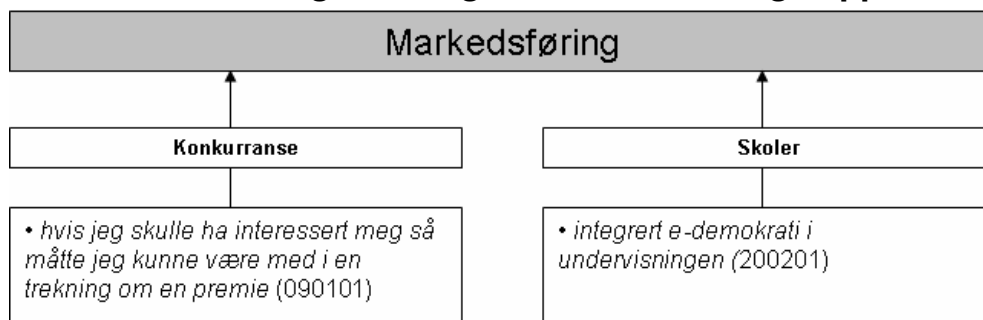 Markedsføring
Konkurranse
Skoler
• hvis jeg skulle ha interessert meg så
måtte jeg kunne være med i en
trekning om en premie (090101)
• integrert e-demokrati i
undervisningen (200201)